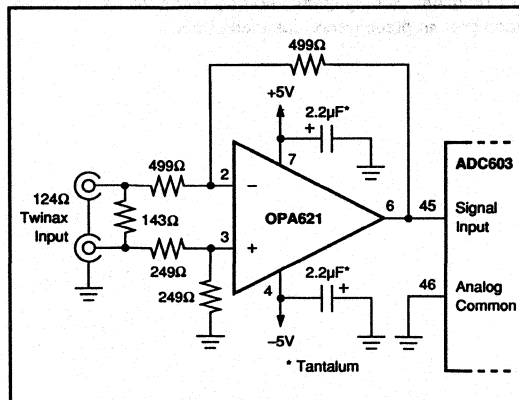 499Ω
+5V
2.2µF*
+
7
ADC603
499Ω
2
−
124Ω
Twinax
Input
143Ω
OPA621
6
45
Signal
Input
3
+
249Ω
249Ω
4
2.2µF*
+
46
Analog
Common
−5V
* Tantalum